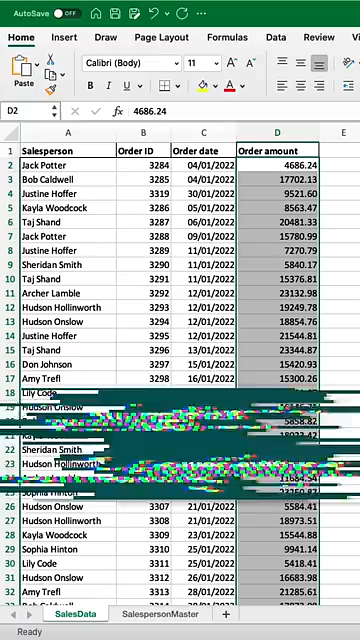 AutoSave OFF
Home Insert Draw Page Layout Formulas Data Review
Paste Calibri (Body) 11 A A
B I U A
D2 fx 4686.24
A B C D E
1 Salesperson Order ID Order date Order amount
2 Jack Potter 3284 04/01/2022 4686.24
3 Bob Caldwell 3285 04/01/2022 17702.13
4 Justine Hoffer 3319 30/01/2022 9521.60
5 Kayla Woodcock 3286 05/01/2022 8563.47
6 Taj Shand 3287 06/01/2022 20481.33
7 Jack Potter 3288 09/01/2022 15780.99
8 Justine Hoffer 3289 11/01/2022 7270.79
9 Sheridan Smith 3290 11/01/2022 5840.17
10 Taj Shand 3291 11/01/2022 15376.81
11 Archer Lamble 3292 12/01/2022 23132.98
12 Hudson Hollinworth 3293 12/01/2022 19249.78
13 Hudson Onslow 3294 12/01/2022 18854.76
14 Justine Hoffer 3295 12/01/2022 21544.81
15 Taj Shand 3296 13/01/2022 23344.87
16 Don Johnson 3297 15/01/2022 15420.93
17 Amy Trefl 3298 16/01/2022 15300.26
18 Lily Code
19 Hudson Onslow
5858.82
Kayla Woodcock
22 Sheridan Smith
23 Hudson Hollinworth
Sophia Hinton
26 Hudson Onslow 3307 21/01/2022 5584.41
27 Hudson Hollingworth 3308 21/01/2022 18973.51
28 Kayla Woodcock 3309 23/01/2022 15544.88
29 Sophia Hinton 3310 25/01/2022 9941.14
30 Lily Code 3311 25/01/2022 5418.41
31 Hudson Onslow 3312 26/01/2022 16683.98
32 Amy Trefl 3313 28/01/2022 21285.61
SalesData SalespersonMaster +
Ready